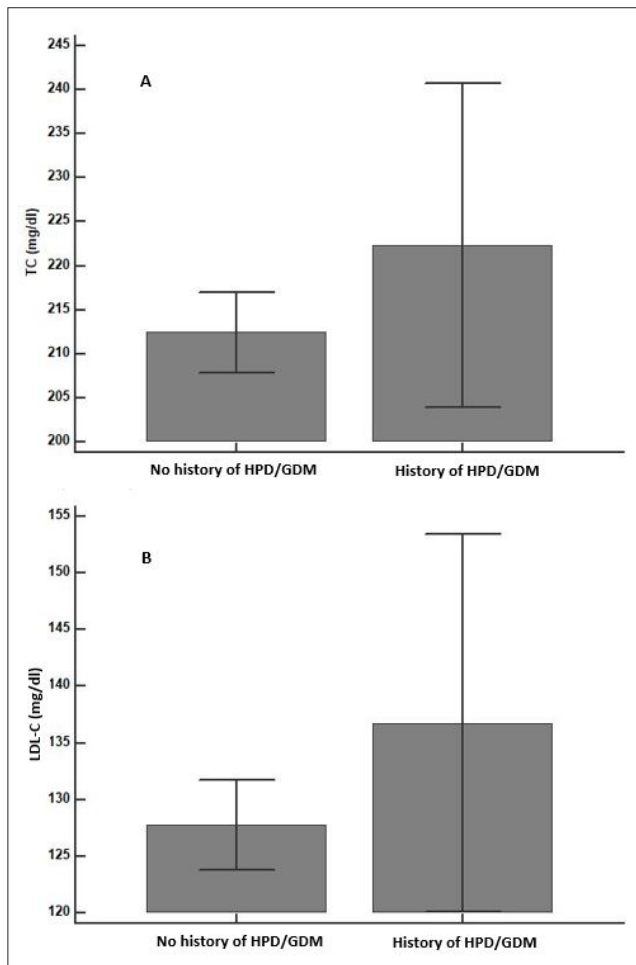 245
A
240
235
230
TC (mg/dl)
225
220
215
210
205
200
No history of HPD/GDM
History of HPD/GDM
155
B
150
145
140
LDL-C (mg/dl)
135
130
125
120
No history of HPD/GDM
History of HPD/GDM